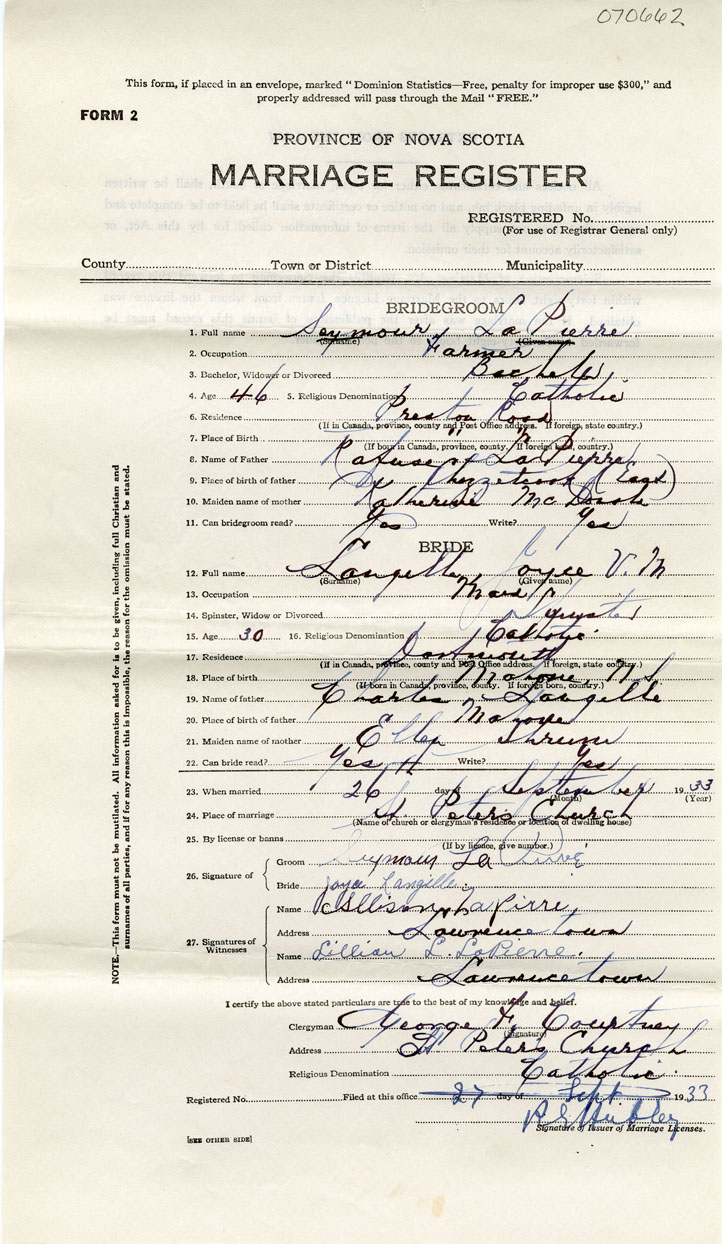 070662
This form, if placed in an envelope, marked "Dominion Statistics—Free, penalty for improper use $300," and
properly addressed will pass through the Mail "FREE."
FORM 2
PROVINCE OF NOVA SCOTIA
MARRIAGE REGISTER
REGISTERED No.
(For use of Registrar General only)
County Town or District Municipality
BRIDEGROOM
1. Full name Seymour, La Pierre
(Surname) (Given name)
2. Occupation Farmer
3. Bachelor, Widower or Divorced Bachelor
4. Age 46 5. Religious Denomination Catholic
6. Residence Preston Road
(If in Canada, province, county and Post Office address. If foreign, state country.)
7. Place of Birth " "
(If born in Canada, province, county. If foreign born, country.)
8. Name of Father La Pierre
9. Place of birth of father Chezzetcook (East)
10. Maiden name of mother Katherine Mc
11. Can bridegroom read? Yes Write? Yes
BRIDE
12. Full name Langille, Joyce V. M
(Surname) (Given name)
13. Occupation Maid
14. Spinster, Widow or Divorced
15. Age 30 16. Religious Denomination Catholic
17. Residence Dartmouth
(If in Canada, province, county and Post Office address. If foreign, state country.)
18. Place of birth Mahone, N.S.
(If born in Canada, province, county. If foreign born, country.)
19. Name of father Charles Langille
20. Place of birth of father Mahone
21. Maiden name of mother Ellen Shrum
22. Can bride read? Yes Write? Yes
23. When married 26 day of September 1933
(Month) (Year)
24. Place of marriage St Peters Church
(Name of church or clergyman's residence or location of dwelling house)
25. By license or banns
(If by licence, give number.)
26. Signature of
Groom Seymour La Pierre
Bride Joyce Langille
27. Signatures of Witnesses
Name Allison LaPierre
Address Lawrencetown
Name Lillian L. LaPierre
Address Lawrencetown
I certify the above stated particulars are true to the best of my knowledge and belief.
Clergyman George F. Courtney
(Signature)
Address St Peters Church
Religious Denomination Catholic
Registered No. Filed at this office 27 day of Sept 1933
Signature of Issuer of Marriage Licenses.
[SEE OTHER SIDE]
NOTE.—This form must not be mutilated. All information asked for is to be given, including full Christian and
surnames of all parties, and if for any reason this is impossible, the reason for the omission must be stated.